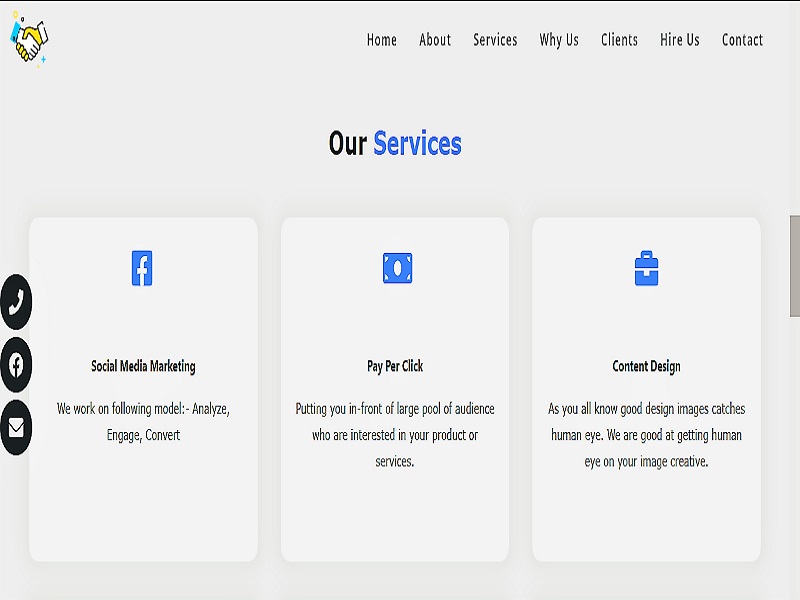 Home About Services Why Us Clients Hire Us Contact
Our Services
Social Media Marketing
We work on following model:- Analyze,
Engage, Convert
Pay Per Click
Putting you in-front of large pool of audience
who are interested in your product or
services.
Content Design
As you all know good design images catches
human eye. We are good at getting human
eye on your image creative.